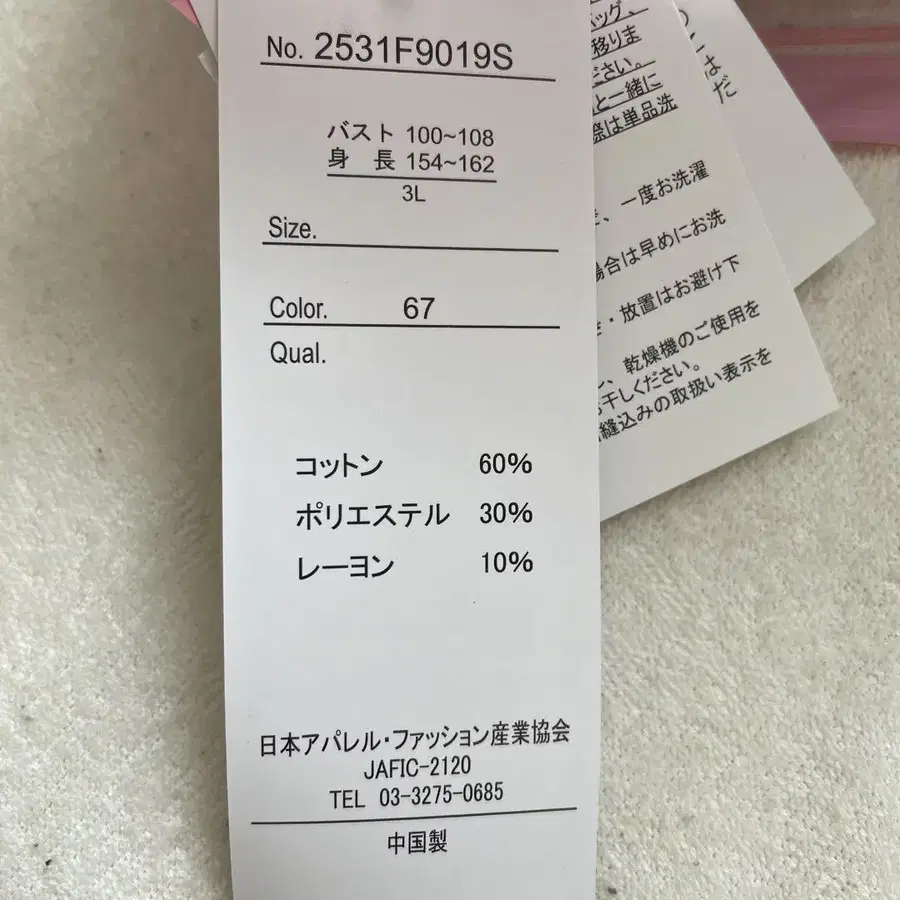 No. 2531F9019S
バスト 100~108
身 長 154~162
3L
Size.
Color. 67
Qual.
コットン 60%
ポリエステル 30%
レーヨン 10%
日本アパレル・ファッション産業協会
JAFIC-2120
TEL 03-3275-0685
中国製
移りま
ださい。
と一緒に
際は単品洗
、一度お洗濯
場合は早めにお洗
・放置はお避け下
、乾燥機のご使用を
干しください。
縫込みの取扱い表示を
はだ